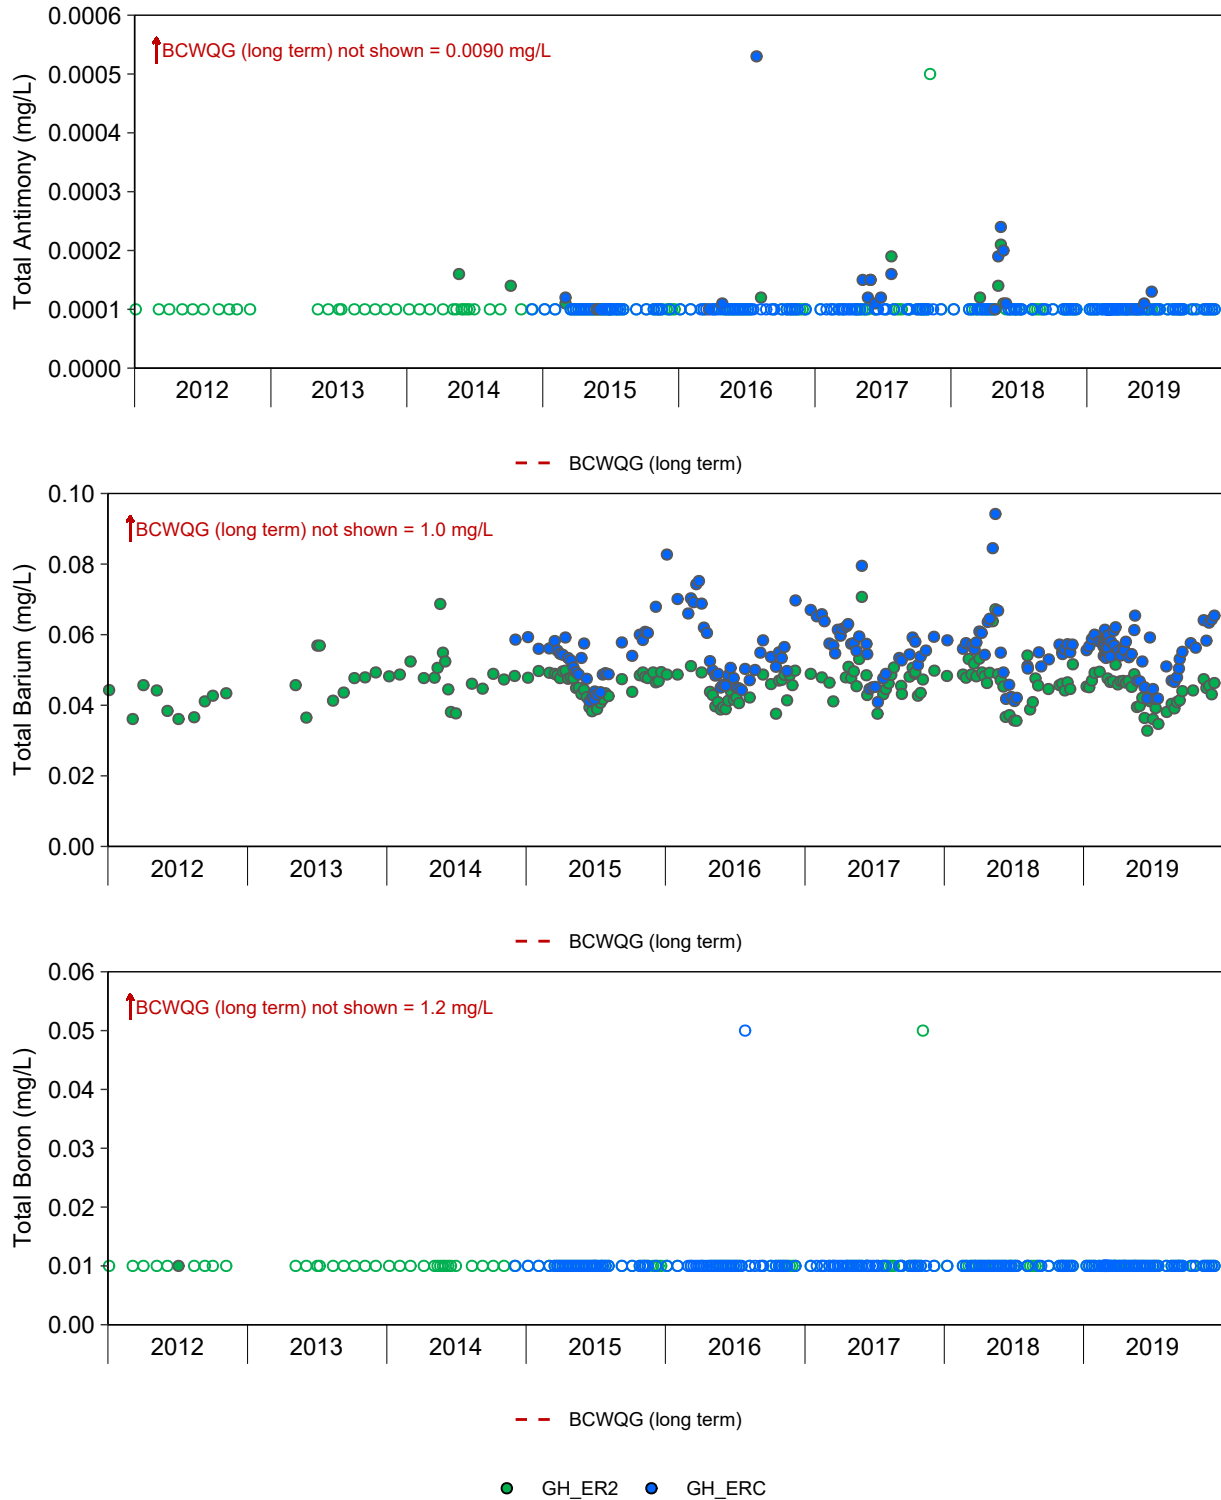 Total Antimony (mg/L)
0.0006
0.0005
0.0004
0.0003
0.0002
0.0001
0.0000
BCWQG (long term) not shown = 0.0090 mg/L
2012 2013 2014 2015 2016 2017 2018 2019
BCWQG (long term)
Total Barium (mg/L)
0.10
0.08
0.06
0.04
0.02
0.00
BCWQG (long term) not shown = 1.0 mg/L
2012 2013 2014 2015 2016 2017 2018 2019
BCWQG (long term)
Total Boron (mg/L)
0.06
0.05
0.04
0.03
0.02
0.01
0.00
BCWQG (long term) not shown = 1.2 mg/L
2012 2013 2014 2015 2016 2017 2018 2019
BCWQG (long term)
GH_ER2 GH_ERC